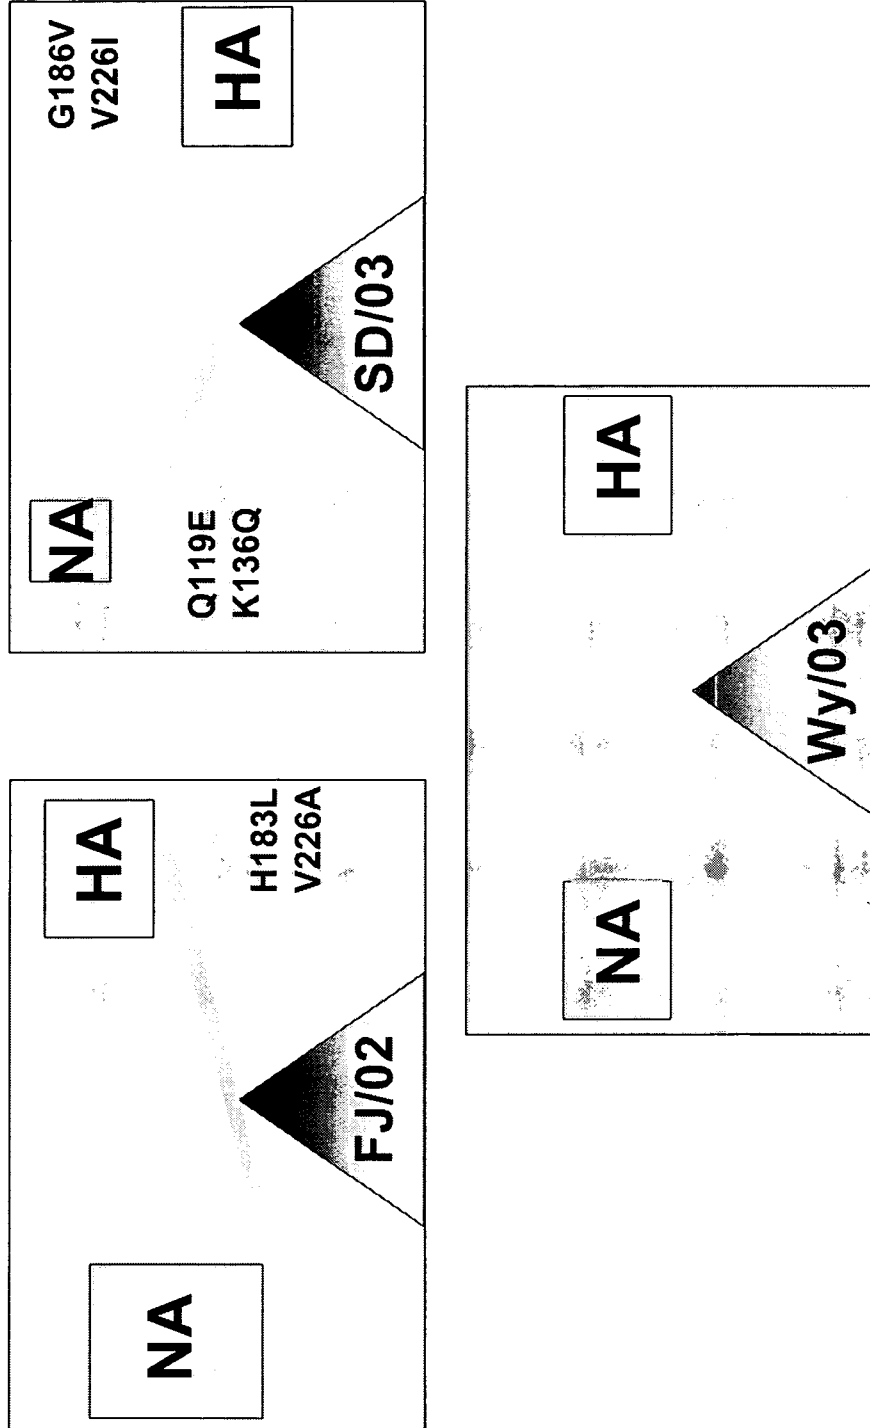 NA
HA
FJ/02
H183L
V226A
NA
HA
SD/03
Q119E
K136Q
G186V
V226I
NA
HA
Wy/03